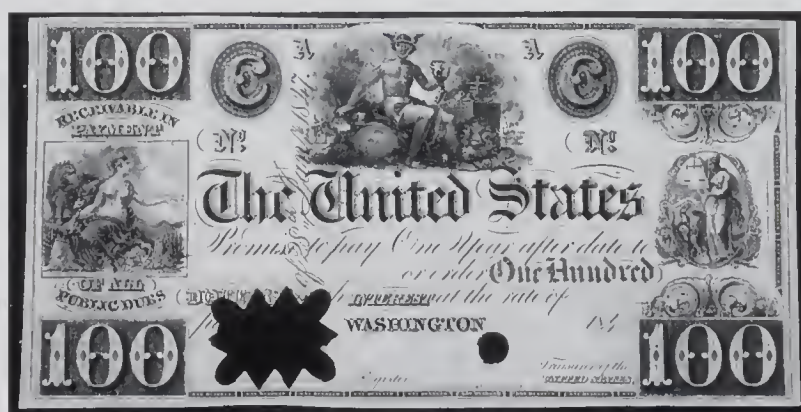 100 C A A C 100
RECEIVABLE IN
PAYMENT
(No. (No.
The United States
Promise to pay One Year after date to
or order One Hundred
OF ALL
PUBLIC DUES
INTEREST at the rate of
WASHINGTON 184
100 100
Treasurer of the
UNITED STATES.